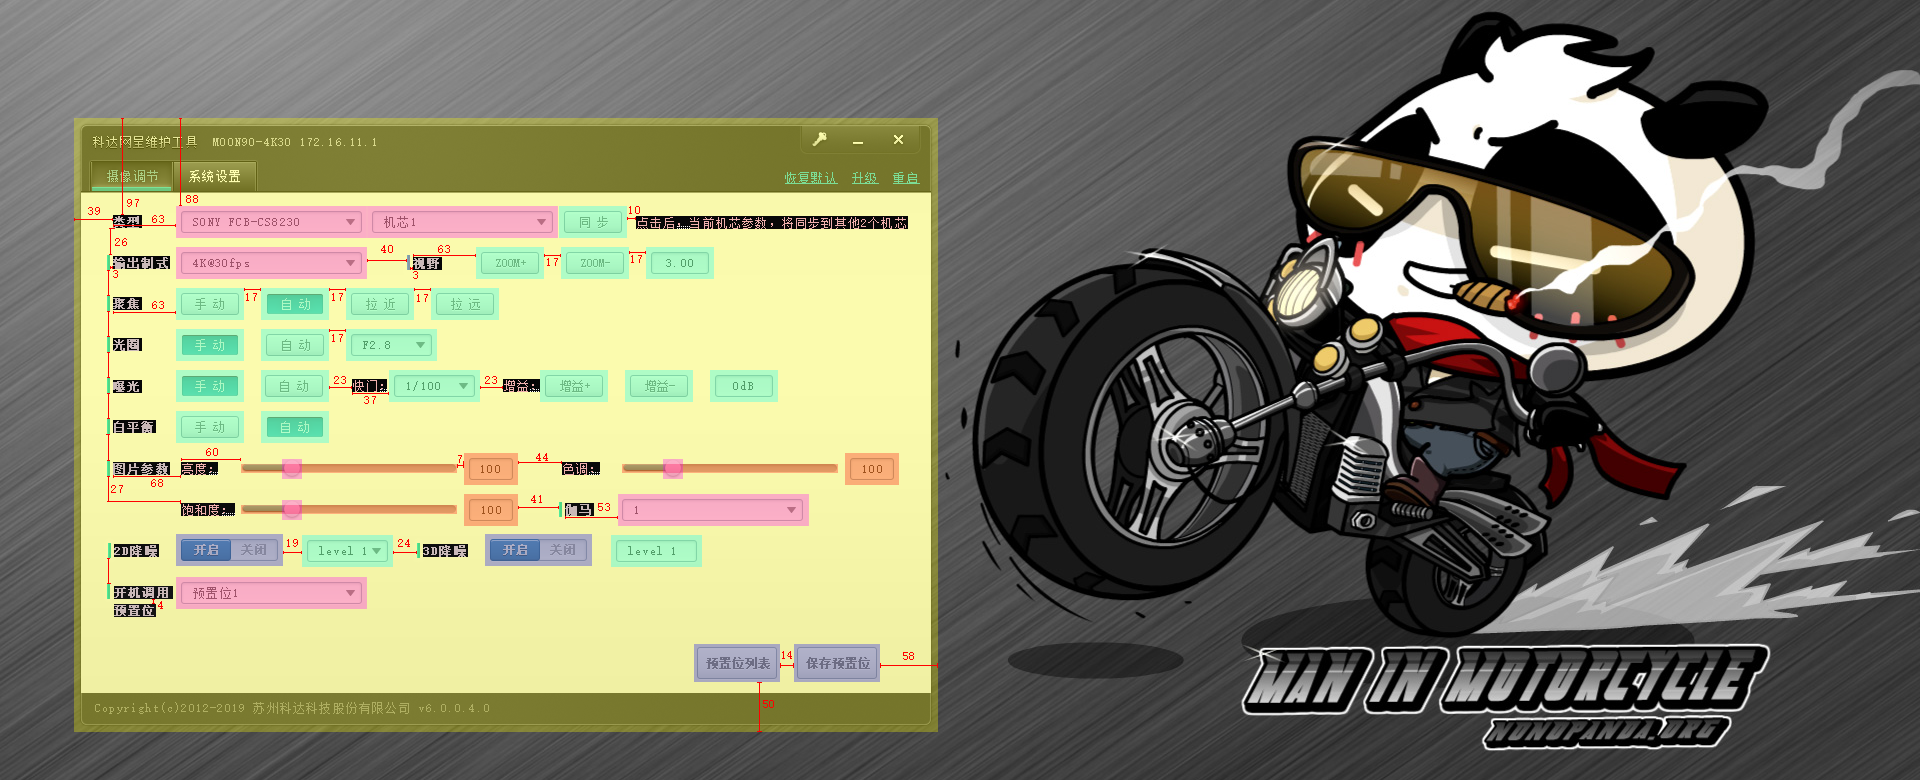 科达网呈维护工具 MOON90-4K30 172.16.11.1
摄像调节 系统设置 恢复默认 升级 重启
97 88
39 类型 63 SONY FCB-CS8230 机芯1 同步 10 点击后，当前机芯参数，将同步到其他2个机芯
26
输出制式 4K@30fps 40 视野 63 ZOOM+ 17 ZOOM- 17 3.00
3 3
聚焦 63 手动 17 自动 17 拉近 17 拉远
光圈 手动 自动 17 F2.8
曝光 手动 自动 23 快门： 1/100 23 增益： 增益+ 增益- 0dB
37
白平衡 手动 自动
60 7 44
图片参数 亮度： 100 色调： 100
68
27
饱和度： 100 41 伽马 53 1
2D降噪 开启 关闭 19 level 1 24 3D降噪 开启 关闭 level 1
开机调用 预置位1
预置位 4
预置位列表 14 保存预置位 58
50
Copyright(c)2012-2019 苏州科达科技股份有限公司 v6.0.0.4.0
MAN IN MOTORCYCLE
NONOPANDA.ORG